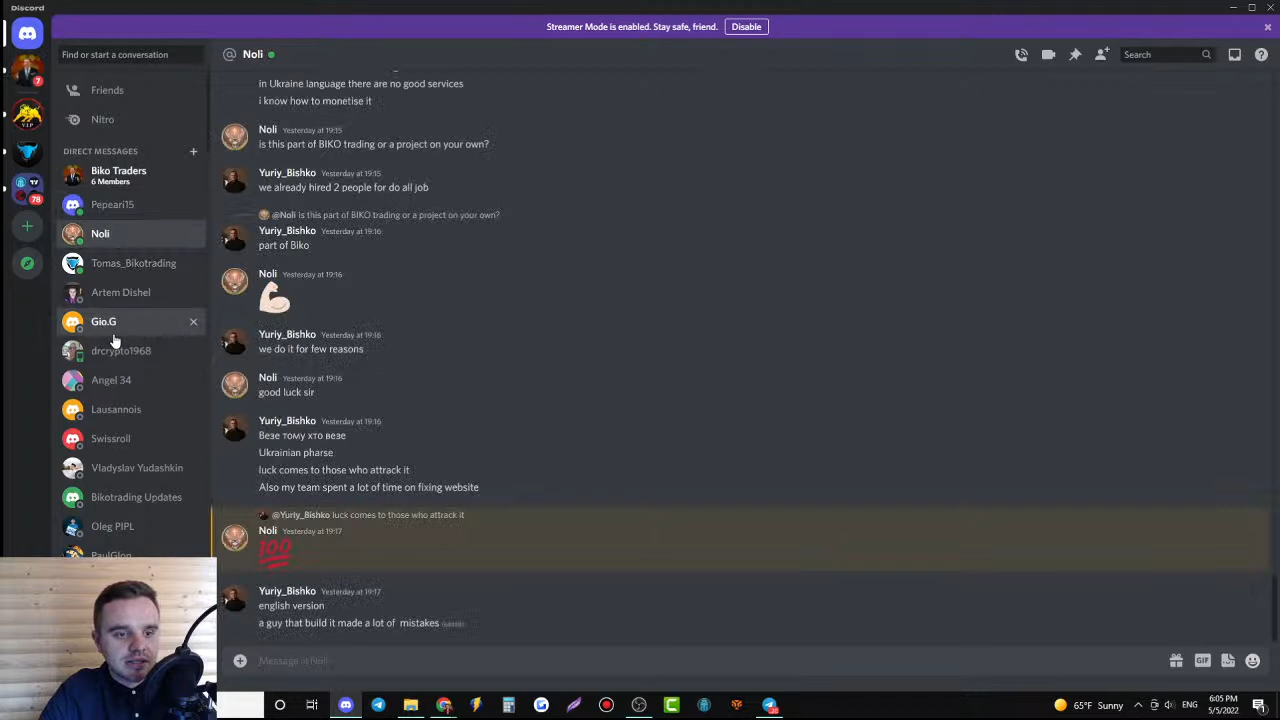 Discord
Streamer Mode is enabled. Stay safe, friend.
Disable
Find or start a conversation
Noli
Search
Friends
Nitro
DIRECT MESSAGES
Biko Traders
6 Members
Pepeari15
Noli
Tomas_Bikotrading
Artem Dishel
Gio.G
drcrypto1968
Angel 34
Lausannois
Swissroll
Vladyslav Yudashkin
Bikotrading Updates
Oleg PIPL
PaulGlon
7
V.I.P
78
in Ukraine language there are no good services
i know how to monetise it
Noli Yesterday at 19:15
is this part of BIKO trading or a project on your own?
Yuriy_Bishko Yesterday at 19:15
we already hired 2 people for do all job
@Noli is this part of BIKO trading or a project on your own?
Yuriy_Bishko Yesterday at 19:16
part of Biko
Noli Yesterday at 19:16
Yuriy_Bishko Yesterday at 19:16
we do it for few reasons
Noli Yesterday at 19:16
good luck sir
Yuriy_Bishko Yesterday at 19:16
Везе тому хто везе
Ukrainian pharse
luck comes to those who attrack it
Also my team spent a lot of time on fixing website
@Yuriy_Bishko luck comes to those who attrack it
Noli Yesterday at 19:17
100
Yuriy_Bishko Yesterday at 19:17
english version
a guy that build it made a lot of mistakes (edited)
Message @Noli
GIF
65°F Sunny
ENG
6:05 PM
5/5/2022